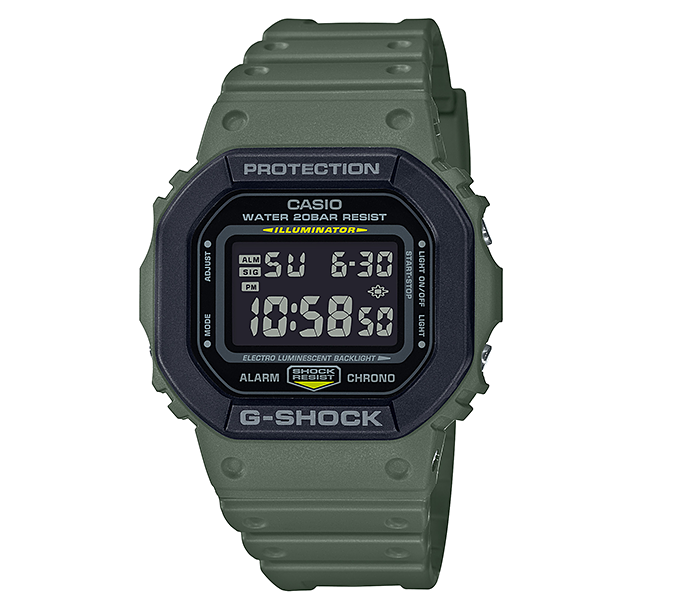 PROTECTION
CASIO
WATER 20BAR RESIST
ILLUMINATOR
ADJUST
MODE
LIGHT ON/OFF
START·STOP
LIGHT
ALM
SIG
SU 6-30
PM
10:58 50
ELECTRO LUMINESCENT BACKLIGHT
ALARM
SHOCK
RESIST
CHRONO
G-SHOCK